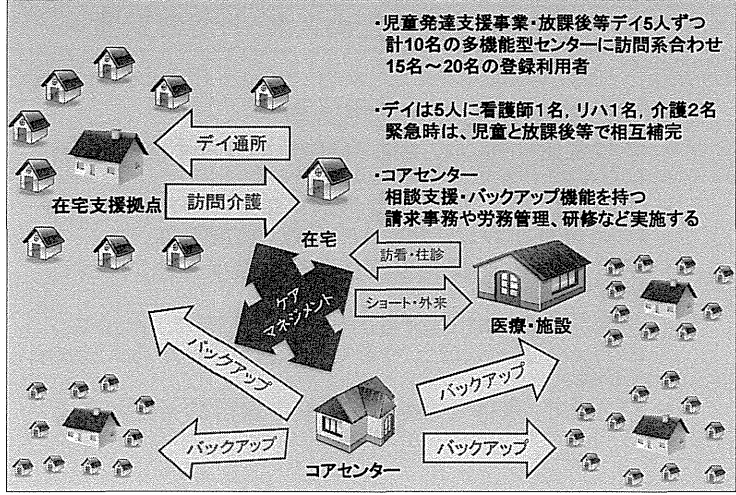 ・児童発達支援事業・放課後等デイ5人ずつ
計10名の多機能型センターに訪問系合わせ
15名～20名の登録利用者
・デイは5人に看護師1名，リハ1名，介護2名
緊急時は、児童と放課後等で相互補完
・コアセンター
相談支援・バックアップ機能を持つ
請求事務や労務管理、研修など実施する
デイ通所
在宅支援拠点
訪問介護
在宅
訪看・往診
ケア
マネジメント
ショート・外来
医療・施設
バックアップ
バックアップ
バックアップ
バックアップ
コアセンター